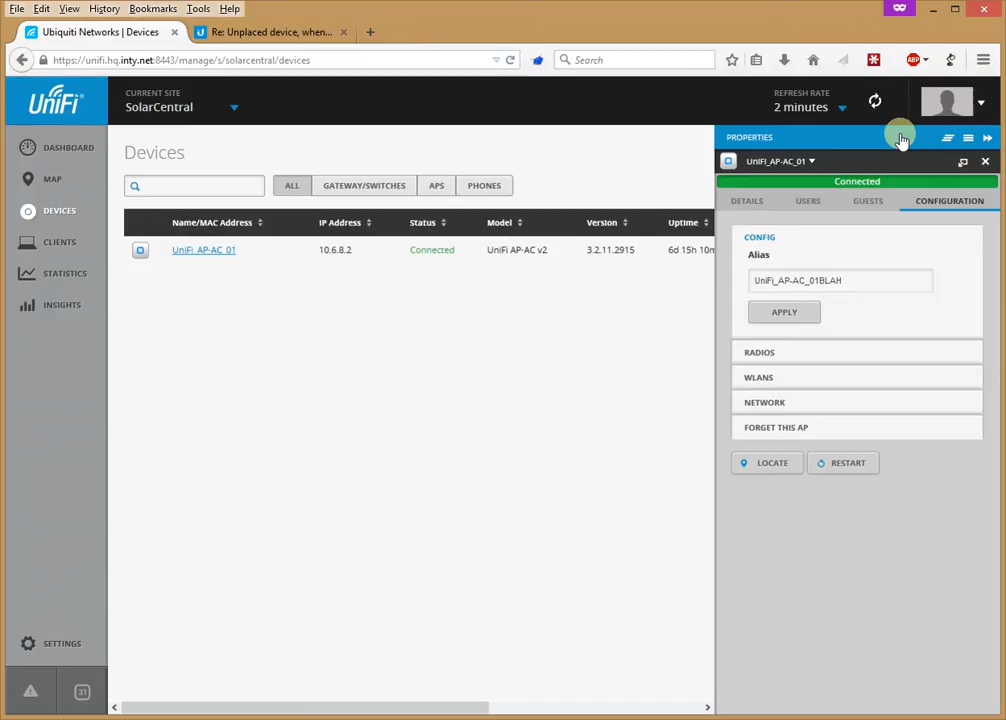 File Edit View History Bookmarks Tools Help
Ubiquiti Networks | Devices
Re: Unplaced device, when...
https://unifi.hq.inty.net:8443/manage/s/solarcentral/devices
Search
ABP
UniFi
CURRENT SITE
SolarCentral
REFRESH RATE
2 minutes
DASHBOARD
MAP
DEVICES
CLIENTS
STATISTICS
INSIGHTS
SETTINGS
31
Devices
ALL GATEWAY/SWITCHES APS PHONES
Name/MAC Address IP Address Status Model Version Uptime
UniFi_AP-AC_01 10.6.8.2 Connected UniFi AP-AC v2 3.2.11.2915 6d 15h 10m
PROPERTIES
UniFi_AP-AC_01
Connected
DETAILS USERS GUESTS CONFIGURATION
CONFIG
Alias
UniFi_AP-AC_01BLAH
APPLY
RADIOS
WLANS
NETWORK
FORGET THIS AP
LOCATE RESTART